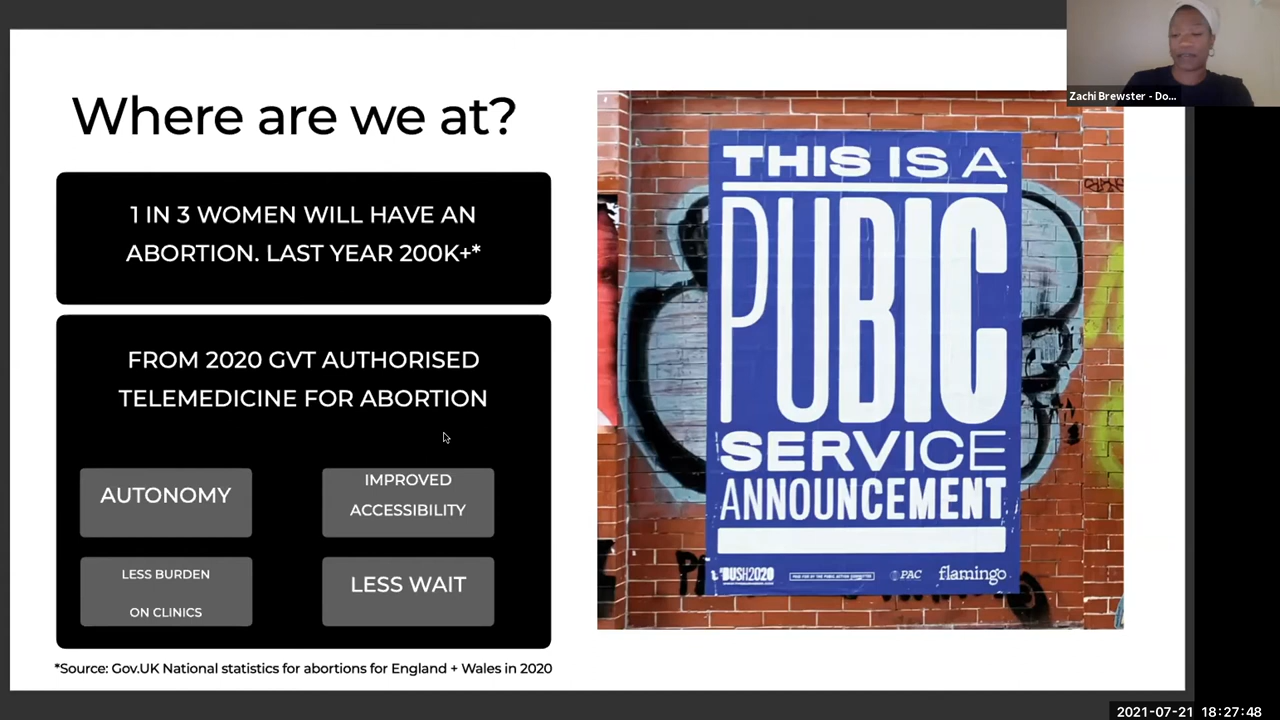 Where are we at?
1 IN 3 WOMEN WILL HAVE AN
ABORTION. LAST YEAR 200K+*
FROM 2020 GVT AUTHORISED
TELEMEDICINE FOR ABORTION
AUTONOMY
IMPROVED
ACCESSIBILITY
LESS BURDEN
ON CLINICS
LESS WAIT
*Source: Gov.UK National statistics for abortions for England + Wales in 2020
THIS IS A
PUBIC
SERVICE
ANNOUNCEMENT
#BUSH2020
PAC
flamingo
Zachi Brewster - Do...
2021-07-21 18:27:48